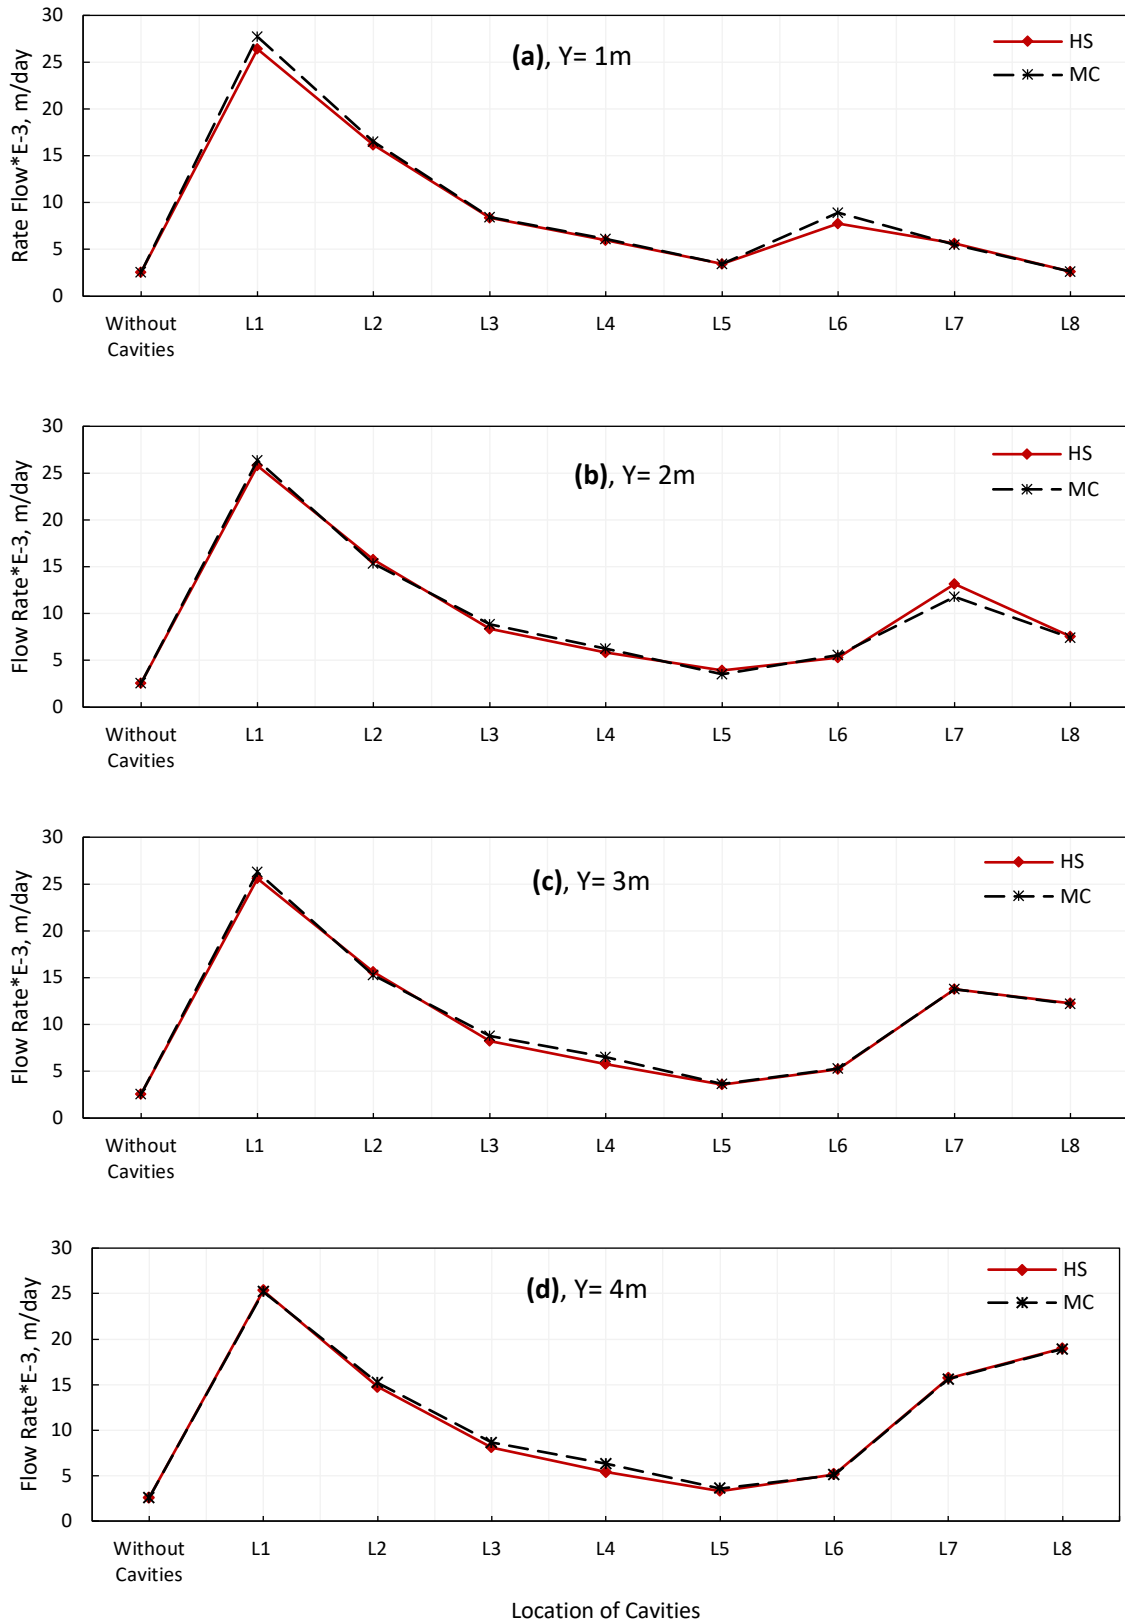 30
25
20
15
10
5
0
Rate Flow*E-3, m/day
(a), Y= 1m
HS
MC
Without Cavities
L1
L2
L3
L4
L5
L6
L7
L8
30
25
20
15
10
5
0
Flow Rate*E-3, m/day
(b), Y= 2m
HS
MC
Without Cavities
L1
L2
L3
L4
L5
L6
L7
L8
30
25
20
15
10
5
0
Flow Rate*E-3, m/day
(c), Y= 3m
HS
MC
Without Cavities
L1
L2
L3
L4
L5
L6
L7
L8
30
25
20
15
10
5
0
Flow Rate*E-3, m/day
(d), Y= 4m
HS
MC
Without Cavities
L1
L2
L3
L4
L5
L6
L7
L8
Location of Cavities